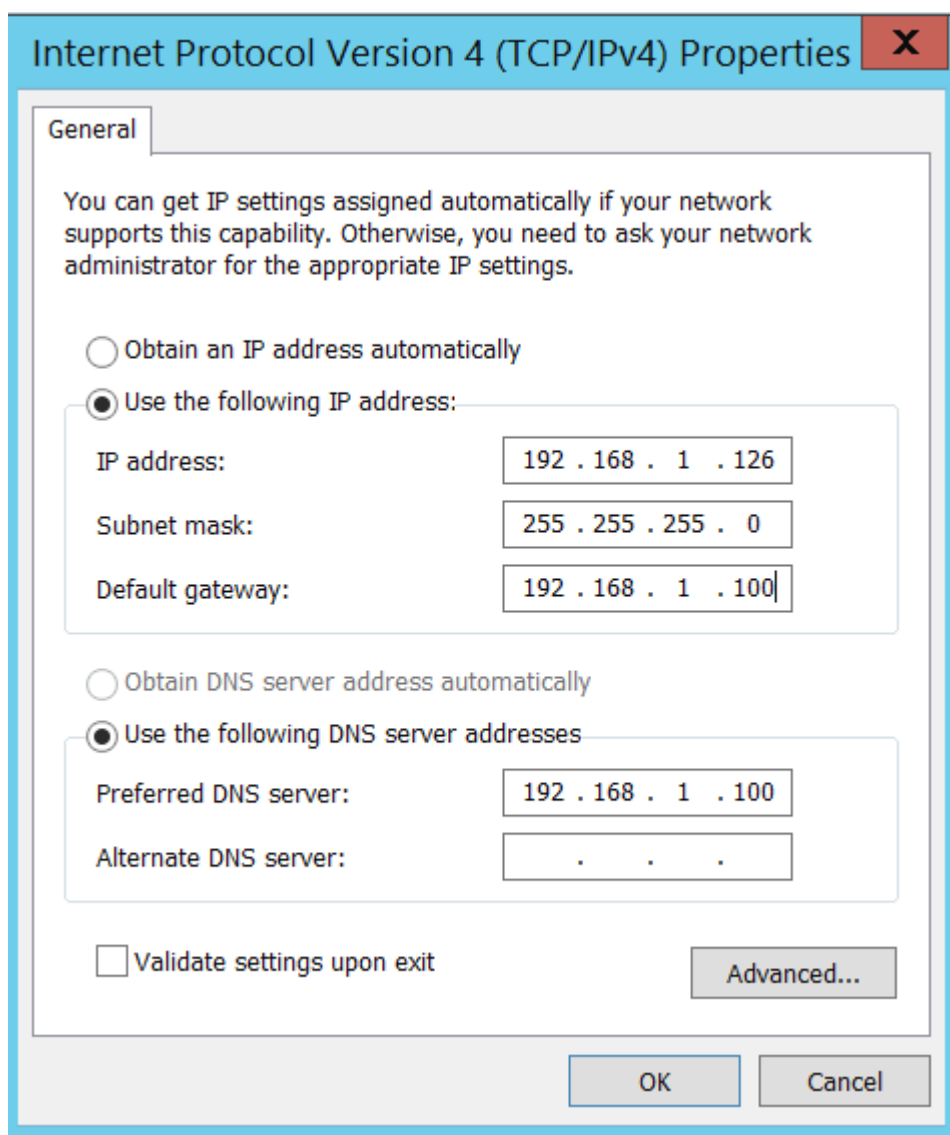 Internet Protocol Version 4 (TCP/IPv4) Properties X
General
You can get IP settings assigned automatically if your network
supports this capability. Otherwise, you need to ask your network
administrator for the appropriate IP settings.
Obtain an IP address automatically
Use the following IP address:
IP address: 192 . 168 . 1 . 126
Subnet mask: 255 . 255 . 255 . 0
Default gateway: 192 . 168 . 1 . 100
Obtain DNS server address automatically
Use the following DNS server addresses
Preferred DNS server: 192 . 168 . 1 . 100
Alternate DNS server: . . .
Validate settings upon exit
Advanced...
OK Cancel